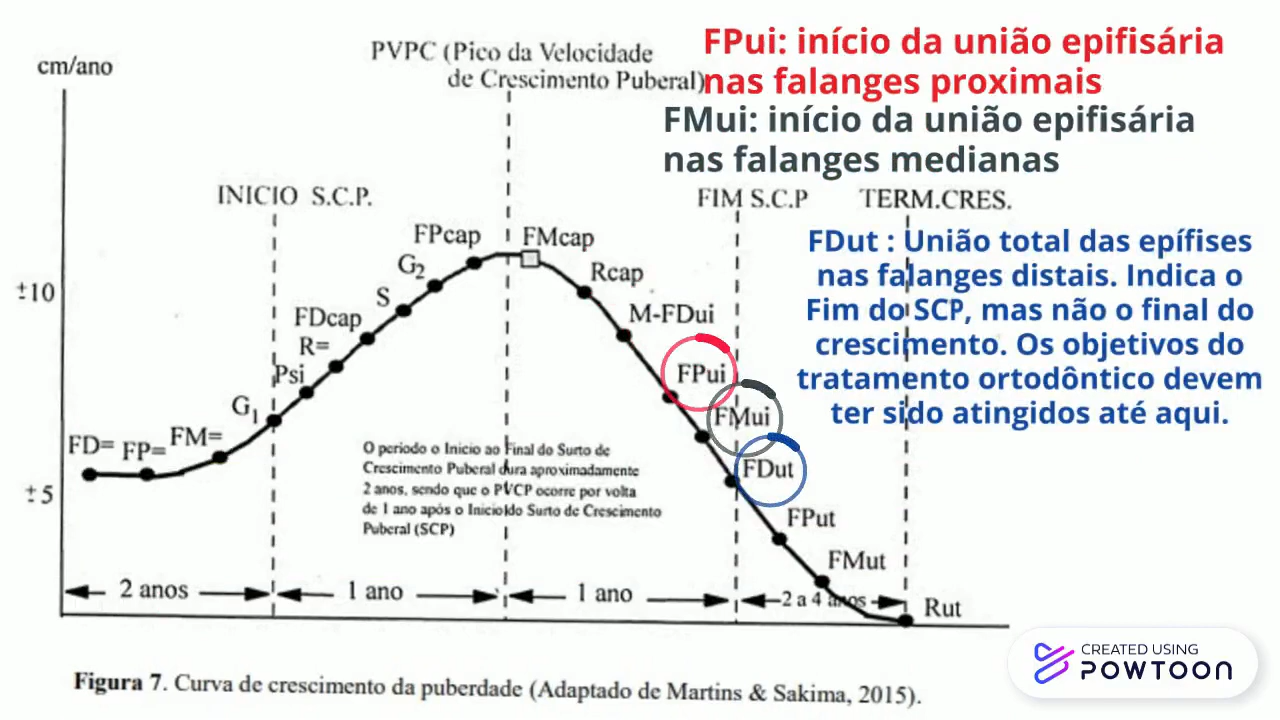 FPui: início da união epifisária
nas falanges proximais
FMui: início da união epifisária
nas falanges medianas
PVPC (Pico da Velocidade
de Crescimento Puberal)
cm/ano
INICIO S.C.P.
FIM S.C.P
TERM.CRES.
FDut : União total das epífises
nas falanges distais. Indica o
Fim do SCP, mas não o final do
crescimento. Os objetivos do
tratamento ortodôntico devem
ter sido atingidos até aqui.
±10
±5
FD=
FP=
FM=
G1
Psi
R=
FDcap
S
G2
FPcap
FMcap
Rcap
M-FDui
FPui
FMui
FDut
FPut
FMut
Rut
O periodo o Inicio ao Final do Surto de
Crescimento Puberal dura aproximadamente
2 anos, sendo que o PVCP ocorre por volta
de 1 ano após o Inicio do Surto de Crescimento
Puberal (SCP)
2 anos
1 ano
1 ano
2 a 4 anos
Figura 7. Curva de crescimento da puberdade (Adaptado de Martins & Sakima, 2015).
CREATED USING
POWTOON